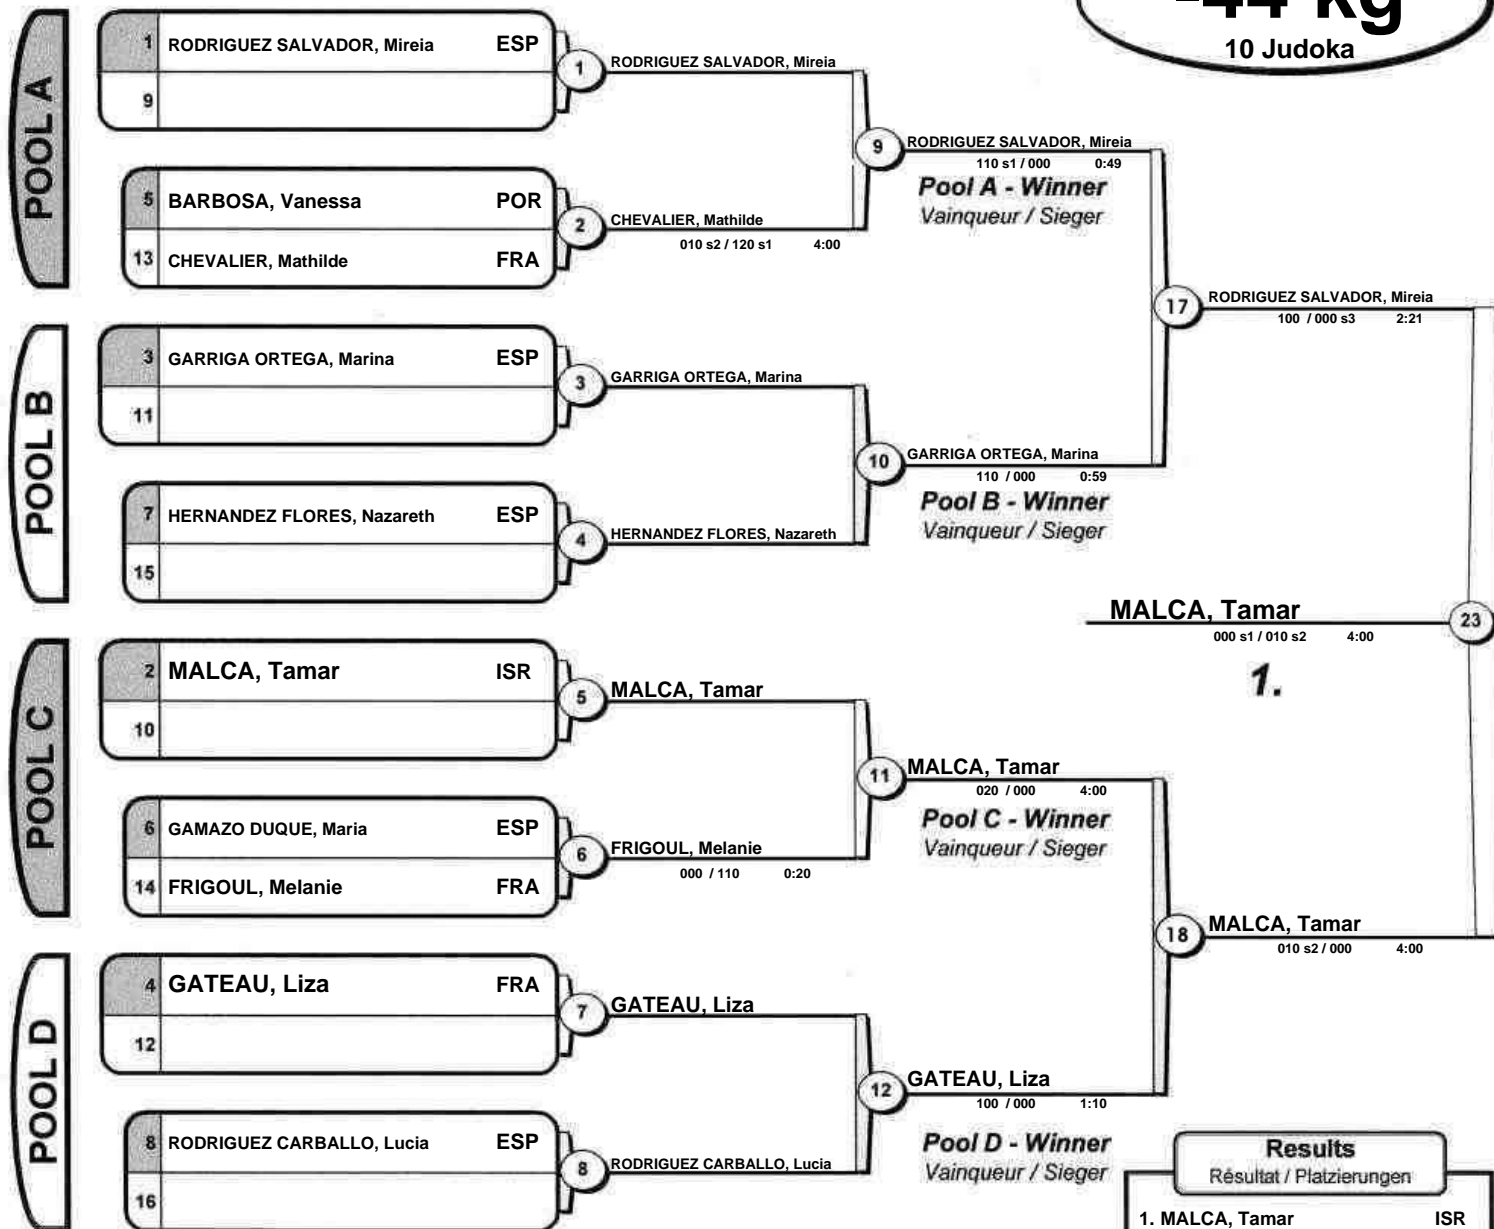 -44 kg
10 Judoka
POOL A
1 RODRIGUEZ SALVADOR, Mireia ESP
9
1 RODRIGUEZ SALVADOR, Mireia
5 BARBOSA, Vanessa POR
13 CHEVALIER, Mathilde FRA
2 CHEVALIER, Mathilde
010 s2 / 120 s1 4:00
9 RODRIGUEZ SALVADOR, Mireia
110 s1 / 000 0:49
Pool A - Winner
Vainqueur / Sieger
POOL B
3 GARRIGA ORTEGA, Marina ESP
11
3 GARRIGA ORTEGA, Marina
7 HERNANDEZ FLORES, Nazareth ESP
15
4 HERNANDEZ FLORES, Nazareth
10 GARRIGA ORTEGA, Marina
110 / 000 0:59
Pool B - Winner
Vainqueur / Sieger
17 RODRIGUEZ SALVADOR, Mireia
100 / 000 s3 2:21
MALCA, Tamar 23
000 s1 / 010 s2 4:00
1.
POOL C
2 MALCA, Tamar ISR
10
5 MALCA, Tamar
6 GAMAZO DUQUE, Maria ESP
14 FRIGOUL, Melanie FRA
6 FRIGOUL, Melanie
000 / 110 0:20
11 MALCA, Tamar
020 / 000 4:00
Pool C - Winner
Vainqueur / Sieger
18 MALCA, Tamar
010 s2 / 000 4:00
POOL D
4 GATEAU, Liza FRA
12
7 GATEAU, Liza
8 RODRIGUEZ CARBALLO, Lucia ESP
16
8 RODRIGUEZ CARBALLO, Lucia
12 GATEAU, Liza
100 / 000 1:10
Pool D - Winner
Vainqueur / Sieger
Results
Résultat / Platzierungen
1. MALCA, Tamar ISR